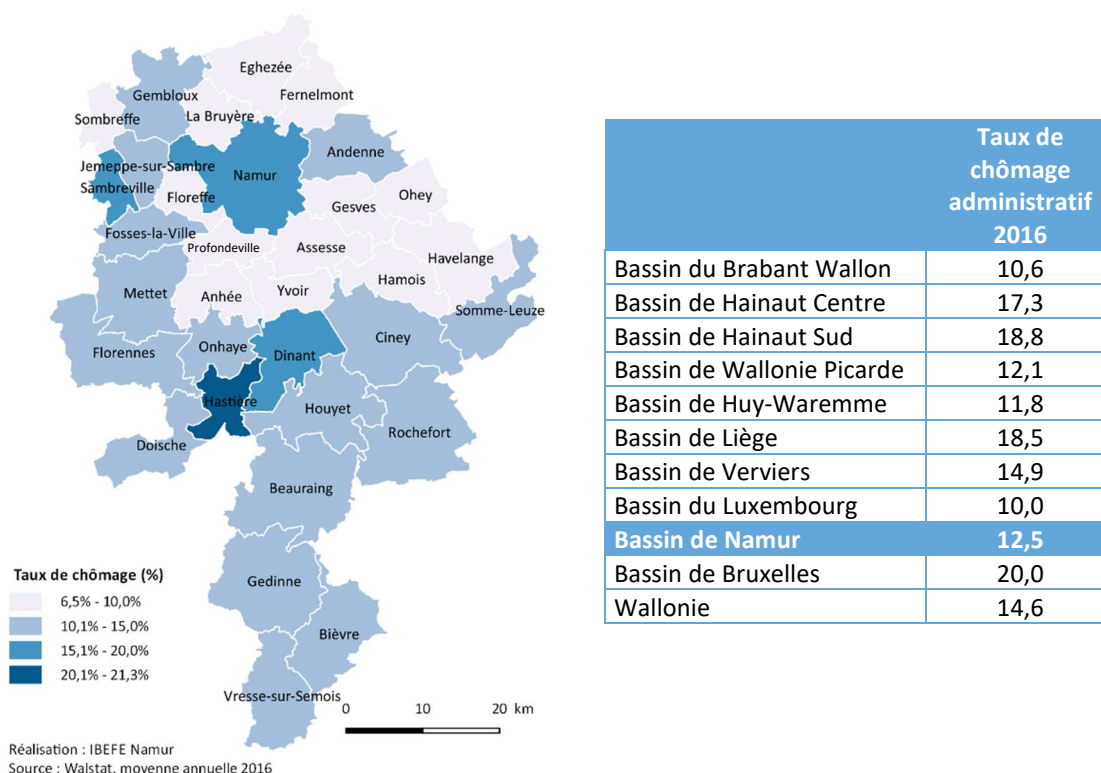 Eghezée
Gembloux
Fernelmont
Sombreffe
La Bruyère
Andenne
Jemeppe-sur-Sambre
Namur
Sambreville
Floreffe
Ohey
Gesves
Fosses-la-Ville
Profondeville
Assesse
Havelange
Hamois
Mettet
Anhée
Yvoir
Somme-Leuze
Ciney
Onhaye
Florennes
Dinant
Hastière
Houyet
Rochefort
Doische
Beauraing
Gedinne
Bièvre
Vresse-sur-Semois
Taux de chômage (%)
6,5% - 10,0%
10,1% - 15,0%
15,1% - 20,0%
20,1% - 21,3%
0 10 20 km
Réalisation : IBEFE Namur
Source : Walstat, moyenne annuelle 2016
Taux de
chômage
administratif
2016
Bassin du Brabant Wallon 10,6
Bassin de Hainaut Centre 17,3
Bassin de Hainaut Sud 18,8
Bassin de Wallonie Picarde 12,1
Bassin de Huy-Waremme 11,8
Bassin de Liège 18,5
Bassin de Verviers 14,9
Bassin du Luxembourg 10,0
Bassin de Namur 12,5
Bassin de Bruxelles 20,0
Wallonie 14,6